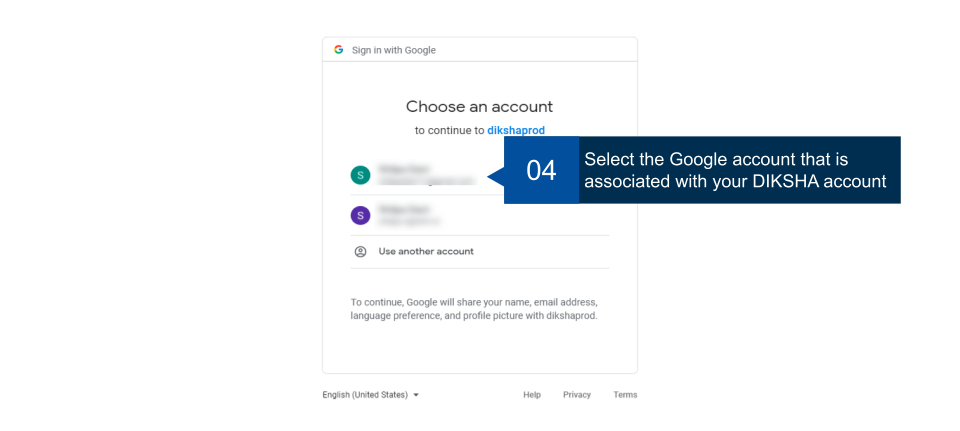 Sign in with Google
Choose an account
to continue to dikshaprod
04
Select the Google account that is
associated with your DIKSHA account
S
S
Use another account
To continue, Google will share your name, email address,
language preference, and profile picture with dikshaprod.
English (United States)
Help Privacy Terms